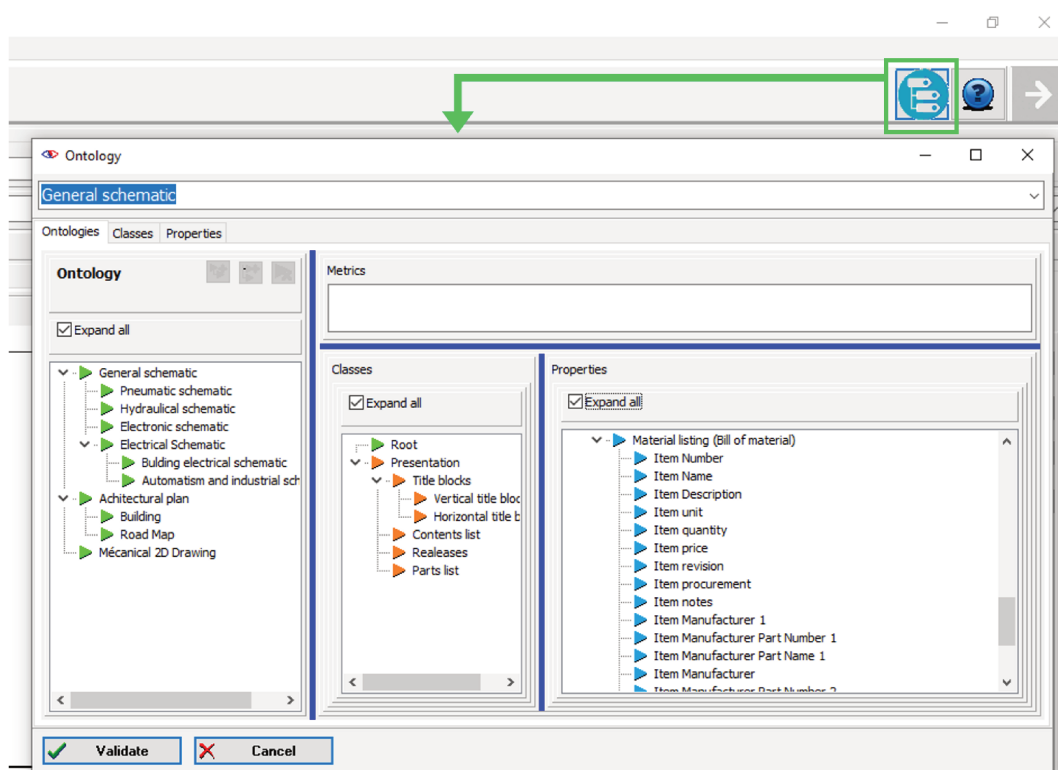 ?
Ontology
General schematic
Ontologies Classes Properties
Ontology
Expand all
General schematic
Pneumatic schematic
Hydraulical schematic
Electronic schematic
Electrical Schematic
Bulding electrical schematic
Automatism and industrial sch
Achitectural plan
Building
Road Map
Mécanical 2D Drawing
Metrics
Classes
Expand all
Root
Presentation
Title blocks
Vertical title bloc
Horizontal title b
Contents list
Realeases
Parts list
Properties
Expand all
Material listing (Bill of material)
Item Number
Item Name
Item Description
Item unit
Item quantity
Item price
Item revision
Item procurement
Item notes
Item Manufacturer 1
Item Manufacturer Part Number 1
Item Manufacturer Part Name 1
Item Manufacturer
Item Manufacturer Part Number 2
Validate Cancel